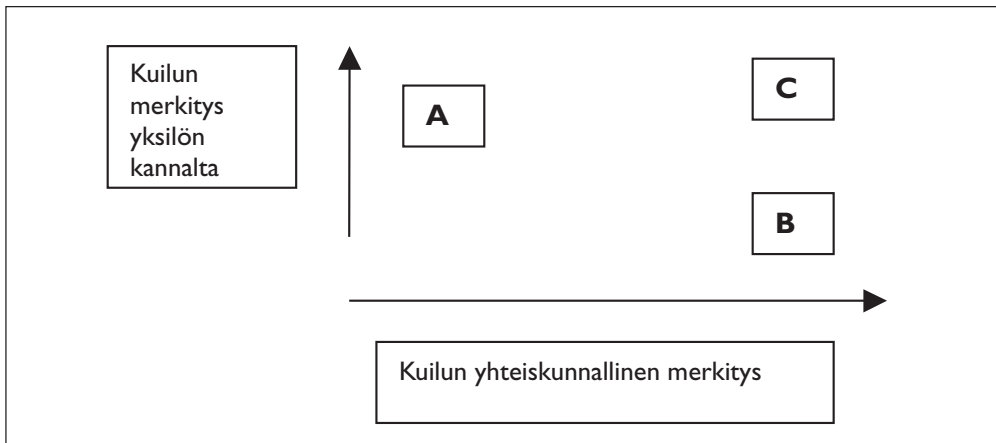 Kuilun
merkitys
yksilön
kannalta
A
C
B
Kuilun yhteiskunnallinen merkitys